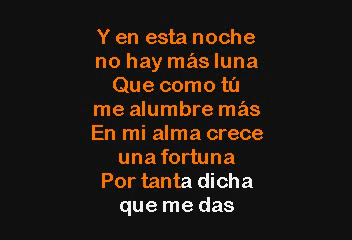 Y en esta noche
no hay más luna
Que como tú
me alumbre más
En mi alma crece
una fortuna
Por tanta dicha
que me das